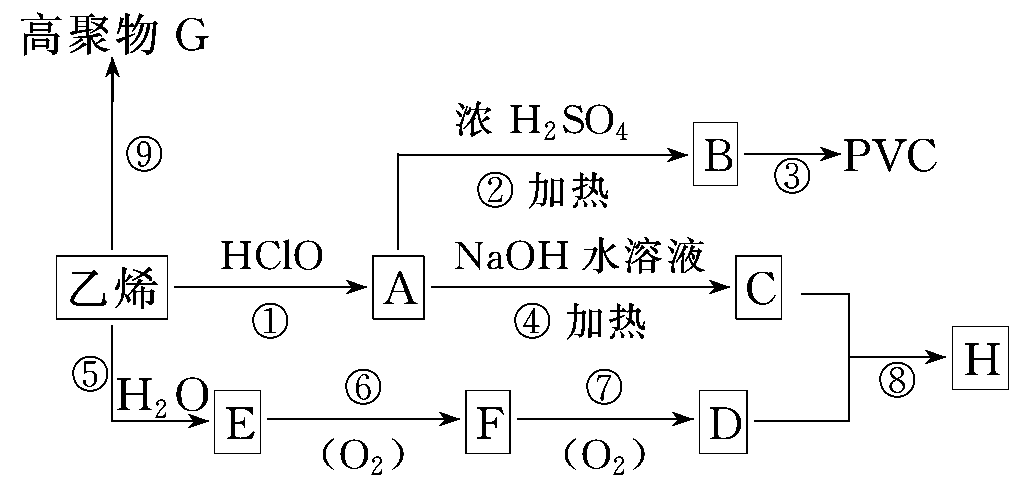 高聚物 G
⑨
浓 H₂SO₄
② 加热
B
③
PVC
乙烯
HClO
①
A
NaOH 水溶液
④ 加热
C
⑤
H₂O
E
⑥
(O₂)
F
⑦
(O₂)
D
⑧
H